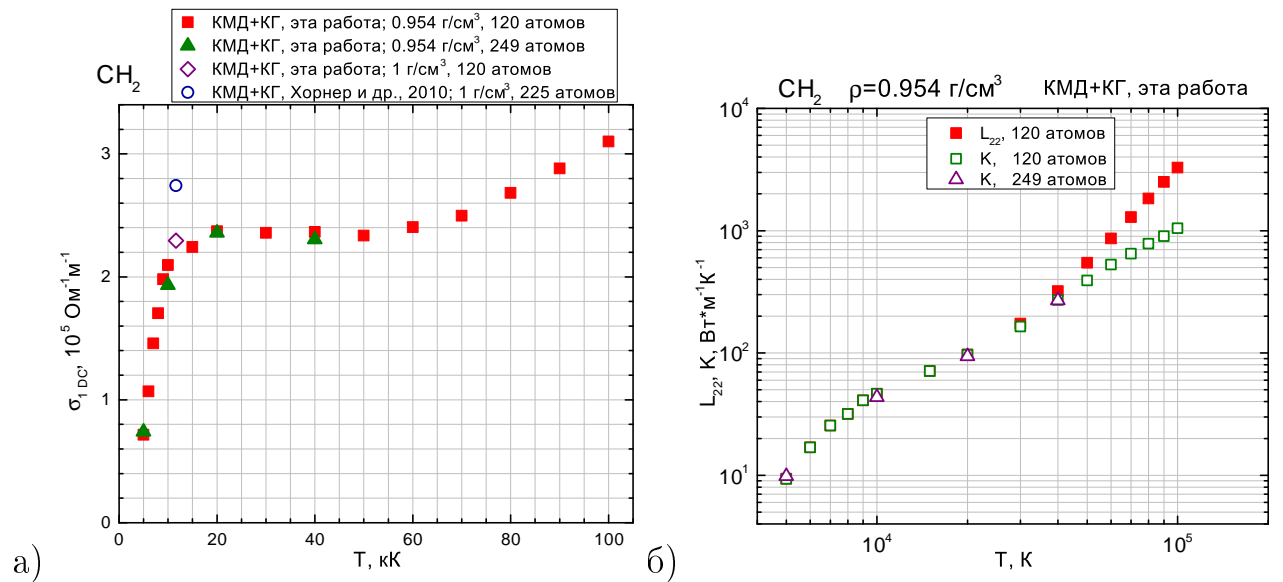 КМД+КГ, эта работа; 0.954 г/см³, 120 атомов
КМД+КГ, эта работа; 0.954 г/см³, 249 атомов
КМД+КГ, эта работа; 1 г/см³, 120 атомов
КМД+КГ, Хорнер и др., 2010; 1 г/см³, 225 атомов
CH₂
σ₁ DC, 10⁵ Ом⁻¹м⁻¹
3
2
1
0
0 20 40 60 80 100
T, кК
а)
CH₂ ρ=0.954 г/см³ КМД+КГ, эта работа
L₂₂, 120 атомов
K, 120 атомов
K, 249 атомов
L₂₂, K, Вт*м⁻¹К⁻¹
10⁴
10³
10²
10¹
10⁴ 10⁵
T, К
б)